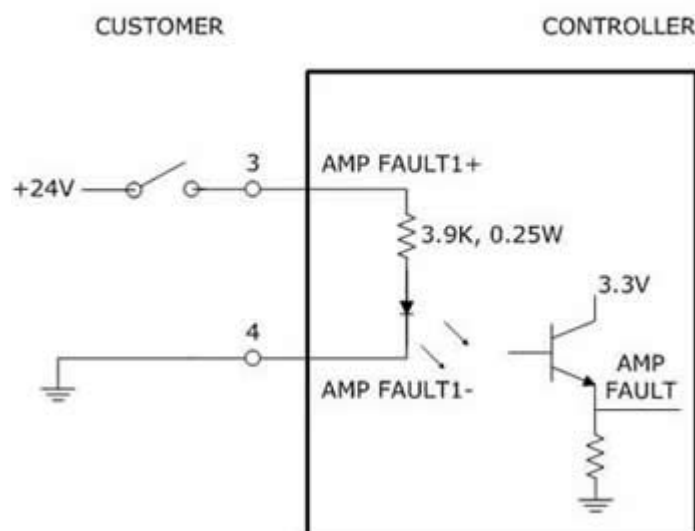 CUSTOMER
CONTROLLER
3
AMP FAULT1+
+24V
3.9K, 0.25W
3.3V
4
AMP
FAULT
AMP FAULT1-